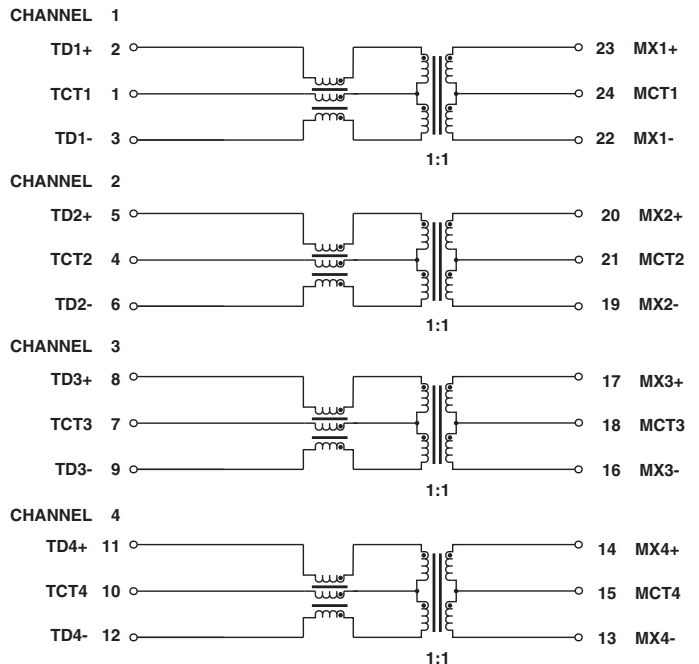 CHANNEL 1
TD1+ 2 23 MX1+
TCT1 1 24 MCT1
TD1- 3 22 MX1-
1:1
CHANNEL 2
TD2+ 5 20 MX2+
TCT2 4 21 MCT2
TD2- 6 19 MX2-
1:1
CHANNEL 3
TD3+ 8 17 MX3+
TCT3 7 18 MCT3
TD3- 9 16 MX3-
1:1
CHANNEL 4
TD4+ 11 14 MX4+
TCT4 10 15 MCT4
TD4- 12 13 MX4-
1:1